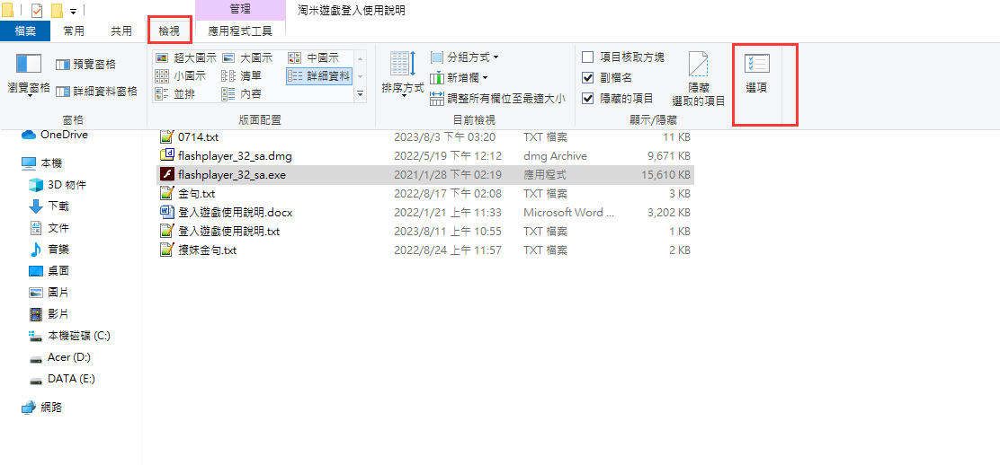 管理
淘米遊戲登入使用說明
檔案 常用 共用 檢視 應用程式工具
瀏覽窗格
預覽窗格
詳細資料窗格
窗格
超大圖示 大圖示 中圖示
小圖示 清單 詳細資料
並排 內容
版面配置
排序方式
分組方式
新增欄
調整所有欄位至最適大小
目前檢視
項目核取方塊
副檔名
隱藏的項目
隱藏
選取的項目
顯示/隱藏
選項
OneDrive
本機
3D 物件
下載
文件
音樂
桌面
圖片
影片
本機磁碟 (C:)
Acer (D:)
DATA (E:)
網路
0714.txt 2023/8/3 下午 03:20 TXT 檔案 11 KB
flashplayer_32_sa.dmg 2022/5/19 下午 12:12 dmg Archive 9,671 KB
flashplayer_32_sa.exe 2021/1/28 下午 02:19 應用程式 15,610 KB
金句.txt 2022/8/17 下午 02:08 TXT 檔案 3 KB
登入遊戲使用說明.docx 2022/1/21 上午 11:33 Microsoft Word ... 3,202 KB
登入遊戲使用說明.txt 2023/8/11 上午 10:55 TXT 檔案 1 KB
撩妹金句.txt 2022/8/24 上午 11:57 TXT 檔案 2 KB